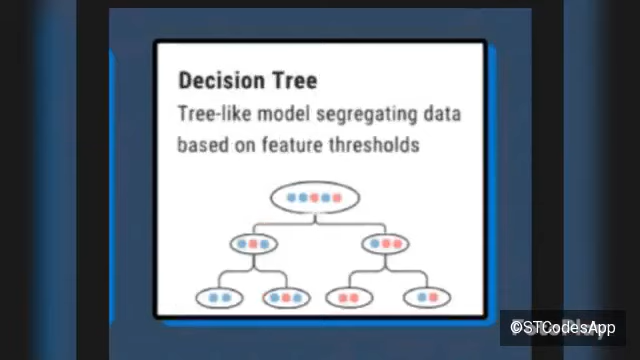 Decision Tree
Tree-like model segregating data
based on feature thresholds
©STCodesApp